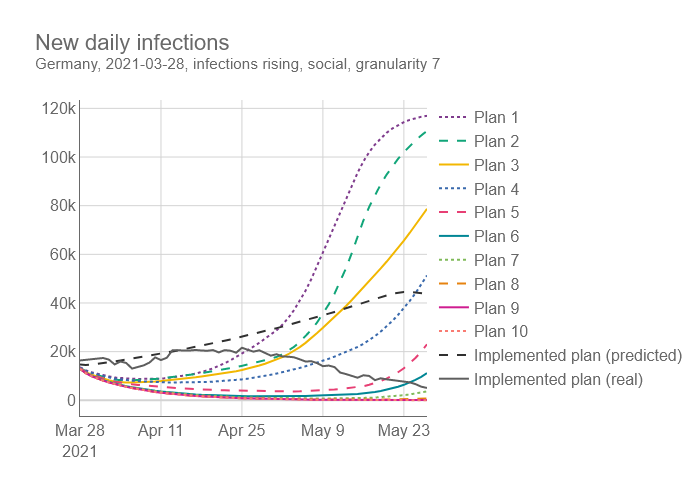 New daily infections
Germany, 2021-03-28, infections rising, social, granularity 7
120k
100k
80k
60k
40k
20k
0
Mar 28
2021
Apr 11
Apr 25
May 9
May 23
Plan 1
Plan 2
Plan 3
Plan 4
Plan 5
Plan 6
Plan 7
Plan 8
Plan 9
Plan 10
Implemented plan (predicted)
Implemented plan (real)